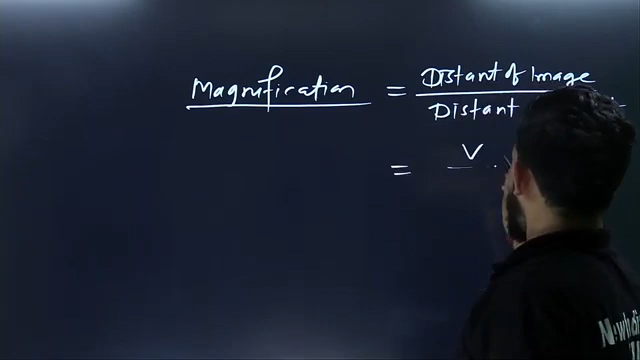 Magnification = Distant of Image
Distant
= V